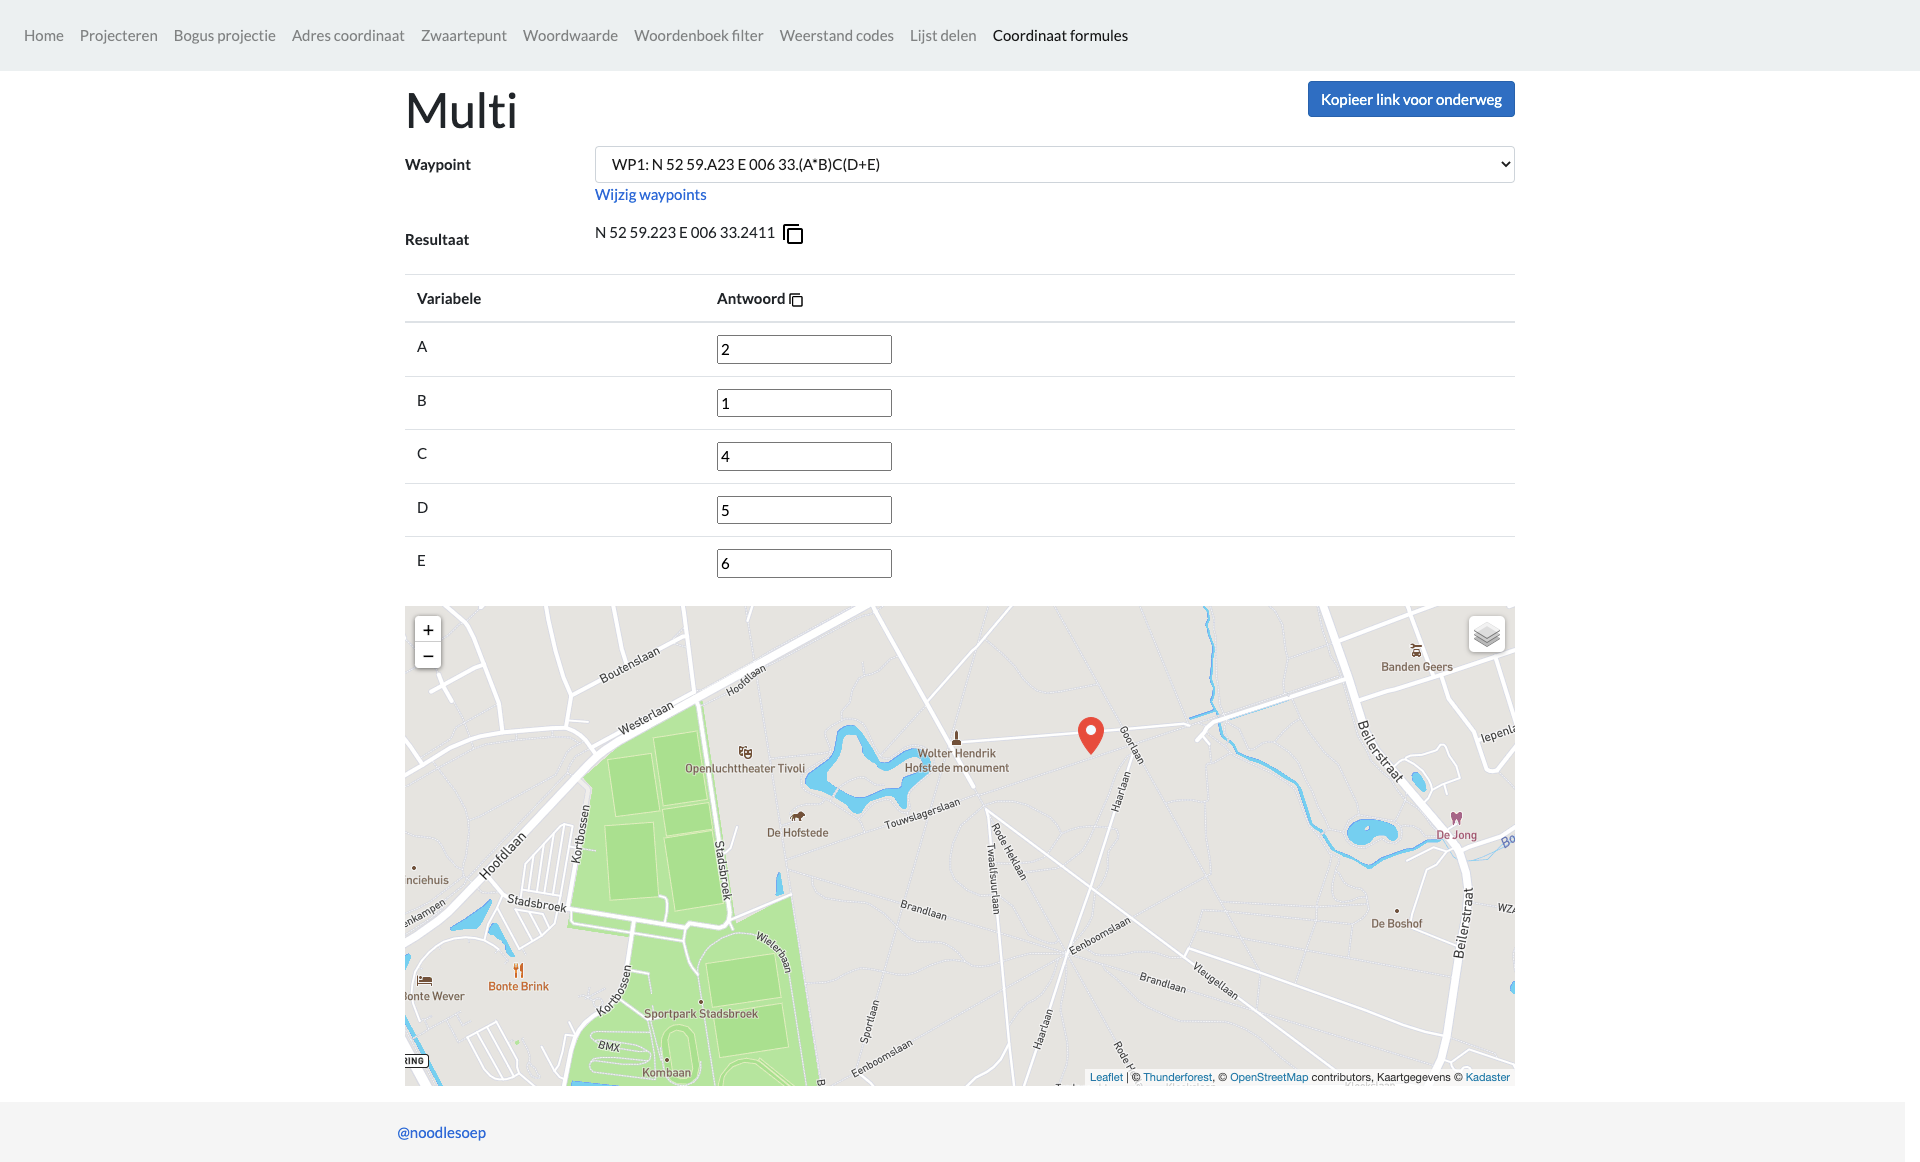 Home Projecteren Bogus projectie Adres coordinaat Zwaartepunt Woordwaarde Woordenboek filter Weerstand codes Lijst delen Coordinaat formules
Multi
Kopieer link voor onderweg
Waypoint
WP1: N 52 59.A23 E 006 33.(A*B)C(D+E)
Wijzig waypoints
Resultaat
N 52 59.223 E 006 33.2411
Variabele Antwoord
A 2
B 1
C 4
D 5
E 6
+
−
Boutenslaan
Hoofdlaan
Westerlaan
Banden Geers
Iepenla
Beilerstraat
Goorlaan
Wolter Hendrik
Hofstede monument
Openluchttheater Tivoli
Haarlaan
Touwslagerslaan
De Hofstede
Kortbossen
Hoofdlaan
Stadsbroek
Rode Heklaan
Twaalfsuurlaan
De Jong
Bo
nciehuis
Stadsbroek
enkampen
Brandlaan
Eenboomslaan
De Boshof
WZA
Beilerstraat
Wielerbaan
Vleugellaan
Brandlaan
Bonte Brink
Bonte Wever
Kortbossen
Sportpark Stadsbroek
Sportlaan
Haarlaan
BMX
Eenboomslaan
Rode H
RING
Kombaan
B
Leaflet | © Thunderforest, © OpenStreetMap contributors, Kaartgegevens © Kadaster
@noodlesoep